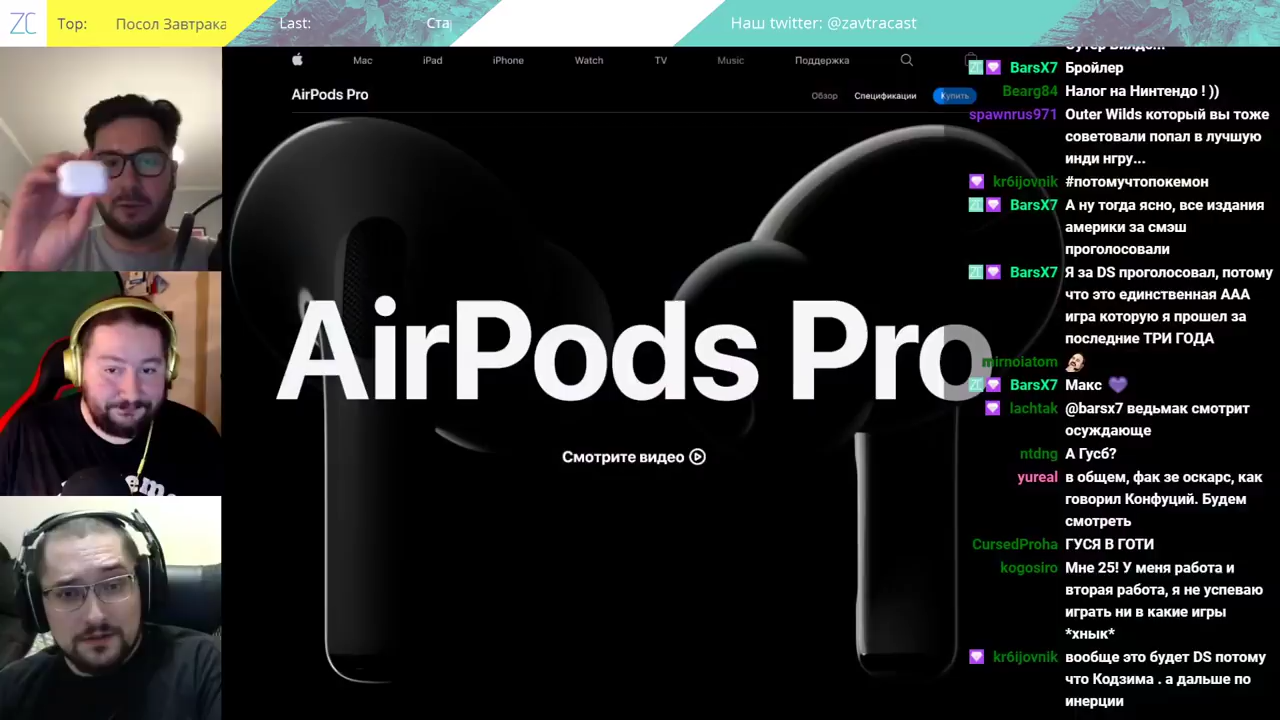 ZC Top: Посол Завтрака Last: Ста Наш twitter: @zavtracast
Mac iPad iPhone Watch TV Music Поддержка
AirPods Pro Обзор Спецификации Купить
AirPods Pro
Смотрите видео
BarsX7 Бройлер
Bearg84 Налог на Нинтендо ! ))
spawnrus971 Outer Wilds который вы тоже
советовали попал в лучшую
инди нгру...
kr6ijovnik #потомучтопокемон
BarsX7 А ну тогда ясно, все издания
америки за смэш
проголосовали
BarsX7 Я за DS проголосовал, потому
что это единственная ААА
игра которую я прошел за
последние ТРИ ГОДА
mirnoiatom
BarsX7 Макс 💜
lachtak @barsx7 ведьмак смотрит
осуждающе
ntdng А Гусь?
yureal в общем, фак зе оскарс, как
говорил Конфуций. Будем
смотреть
CursedProha ГУСЯ В ГОТИ
kogosiro Мне 25! У меня работа и
вторая работа, я не успеваю
играть ни в какие игры
*хнык*
kr6ijovnik вообще это будет DS потому
что Кодзима . а дальше по
инерции